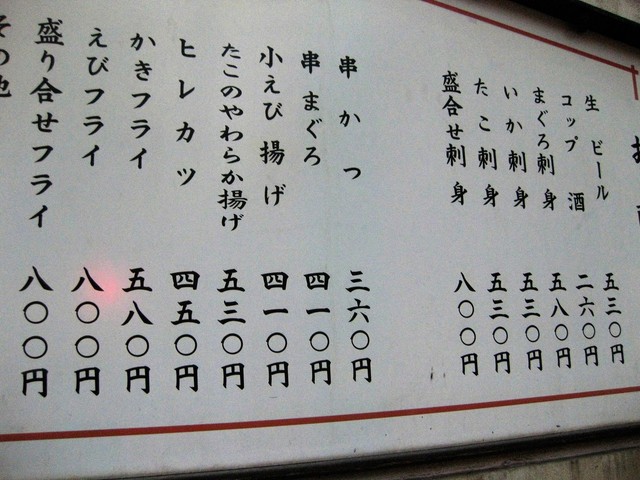 生ビール 五三〇円
コップ酒 二六〇円
まぐろ刺身 五八〇円
いか刺身 五三〇円
たこ刺身 五三〇円
盛合せ刺身 八〇〇円
串かつ 三六〇円
串まぐろ 四一〇円
小えび揚げ 四一〇円
たこのやわらか揚げ 五三〇円
ヒレカツ 四五〇円
かきフライ 五八〇円
えびフライ 八〇〇円
盛り合せフライ 八〇〇円
その他